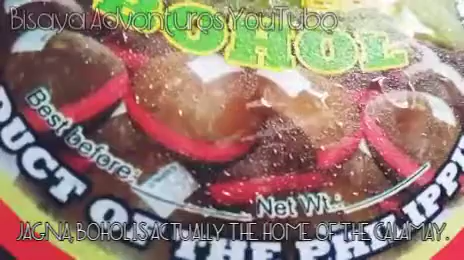 Bisaya Adventures YouTube
BOHOL
Best before:
Net Wt.:
DUCT OF THE PHILIPPI
JAGNA, BOHOL IS ACTUALLY THE HOME OF THE CALAMAY.